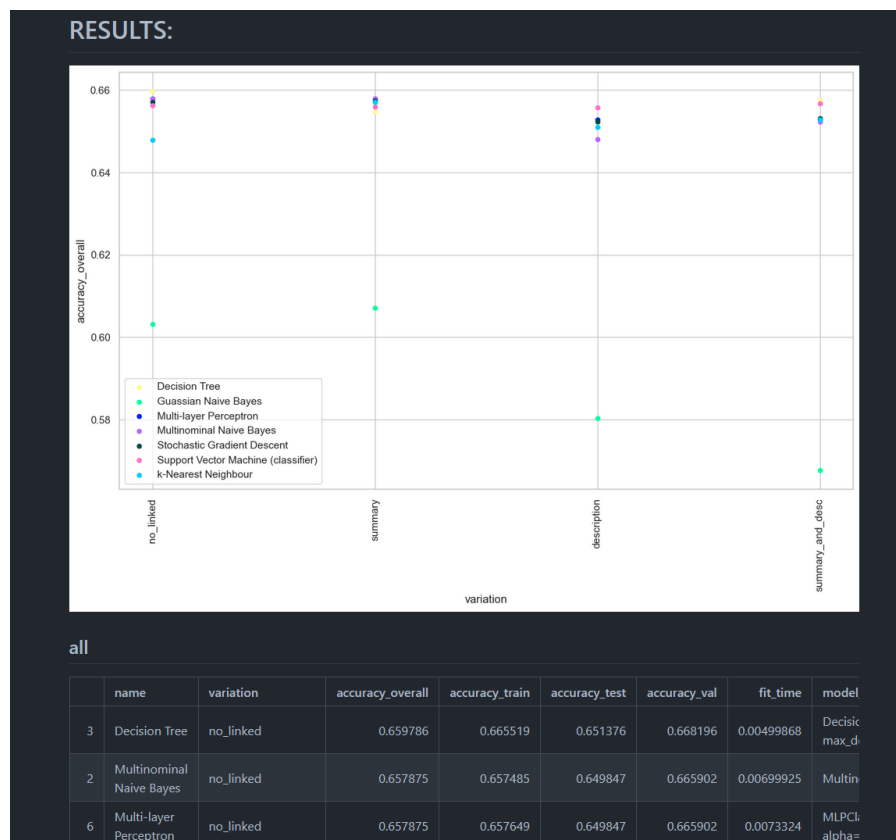 RESULTS:
0.66
0.64
0.62
0.60
0.58
accuracy_overall
Decision Tree
Guassian Naive Bayes
Multi-layer Perceptron
Multinominal Naive Bayes
Stochastic Gradient Descent
Support Vector Machine (classifier)
k-Nearest Neighbour
no_linked
summary
description
summary_and_desc
variation
all
name variation accuracy_overall accuracy_train accuracy_test accuracy_val fit_time model_
3 Decision Tree no_linked 0.659786 0.665519 0.651376 0.668196 0.00499868
max_d
2 Multinominal Naive Bayes no_linked 0.657875 0.657485 0.649847 0.665902 0.00699925 Multin
6 Multi-layer Perceptron no_linked 0.657875 0.657649 0.649847 0.665902 0.0073324
alpha=